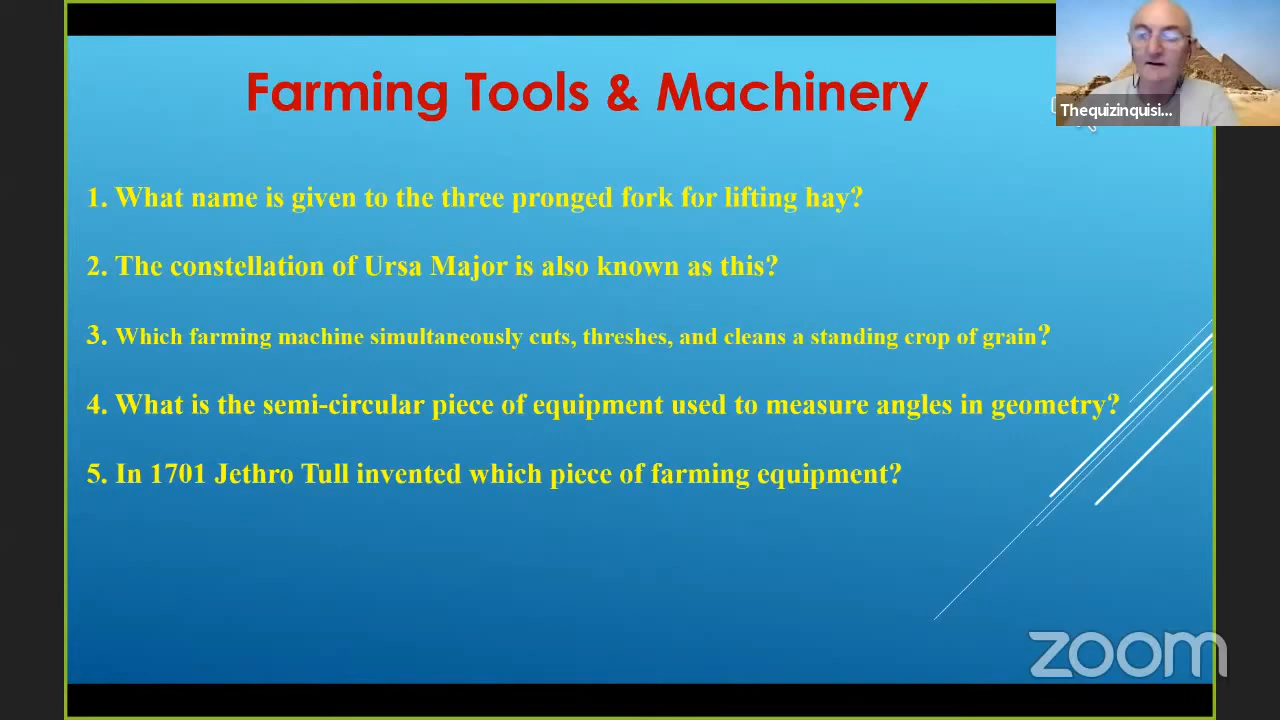 Farming Tools & Machinery
Thequizinquisi...
1. What name is given to the three pronged fork for lifting hay?
2. The constellation of Ursa Major is also known as this?
3. Which farming machine simultaneously cuts, threshes, and cleans a standing crop of grain?
4. What is the semi-circular piece of equipment used to measure angles in geometry?
5. In 1701 Jethro Tull invented which piece of farming equipment?
zoom